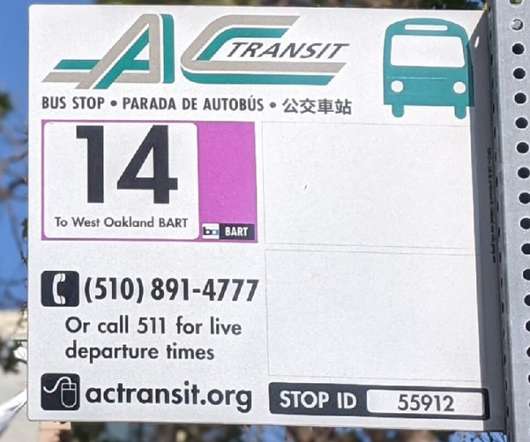 AC TRANSIT
BUS STOP • PARADA DE AUTOBÚS • 公交車站
14
To West Oakland BART
ba BART
(510) 891-4777
Or call 511 for live
departure times
actransit.org
STOP ID 55912